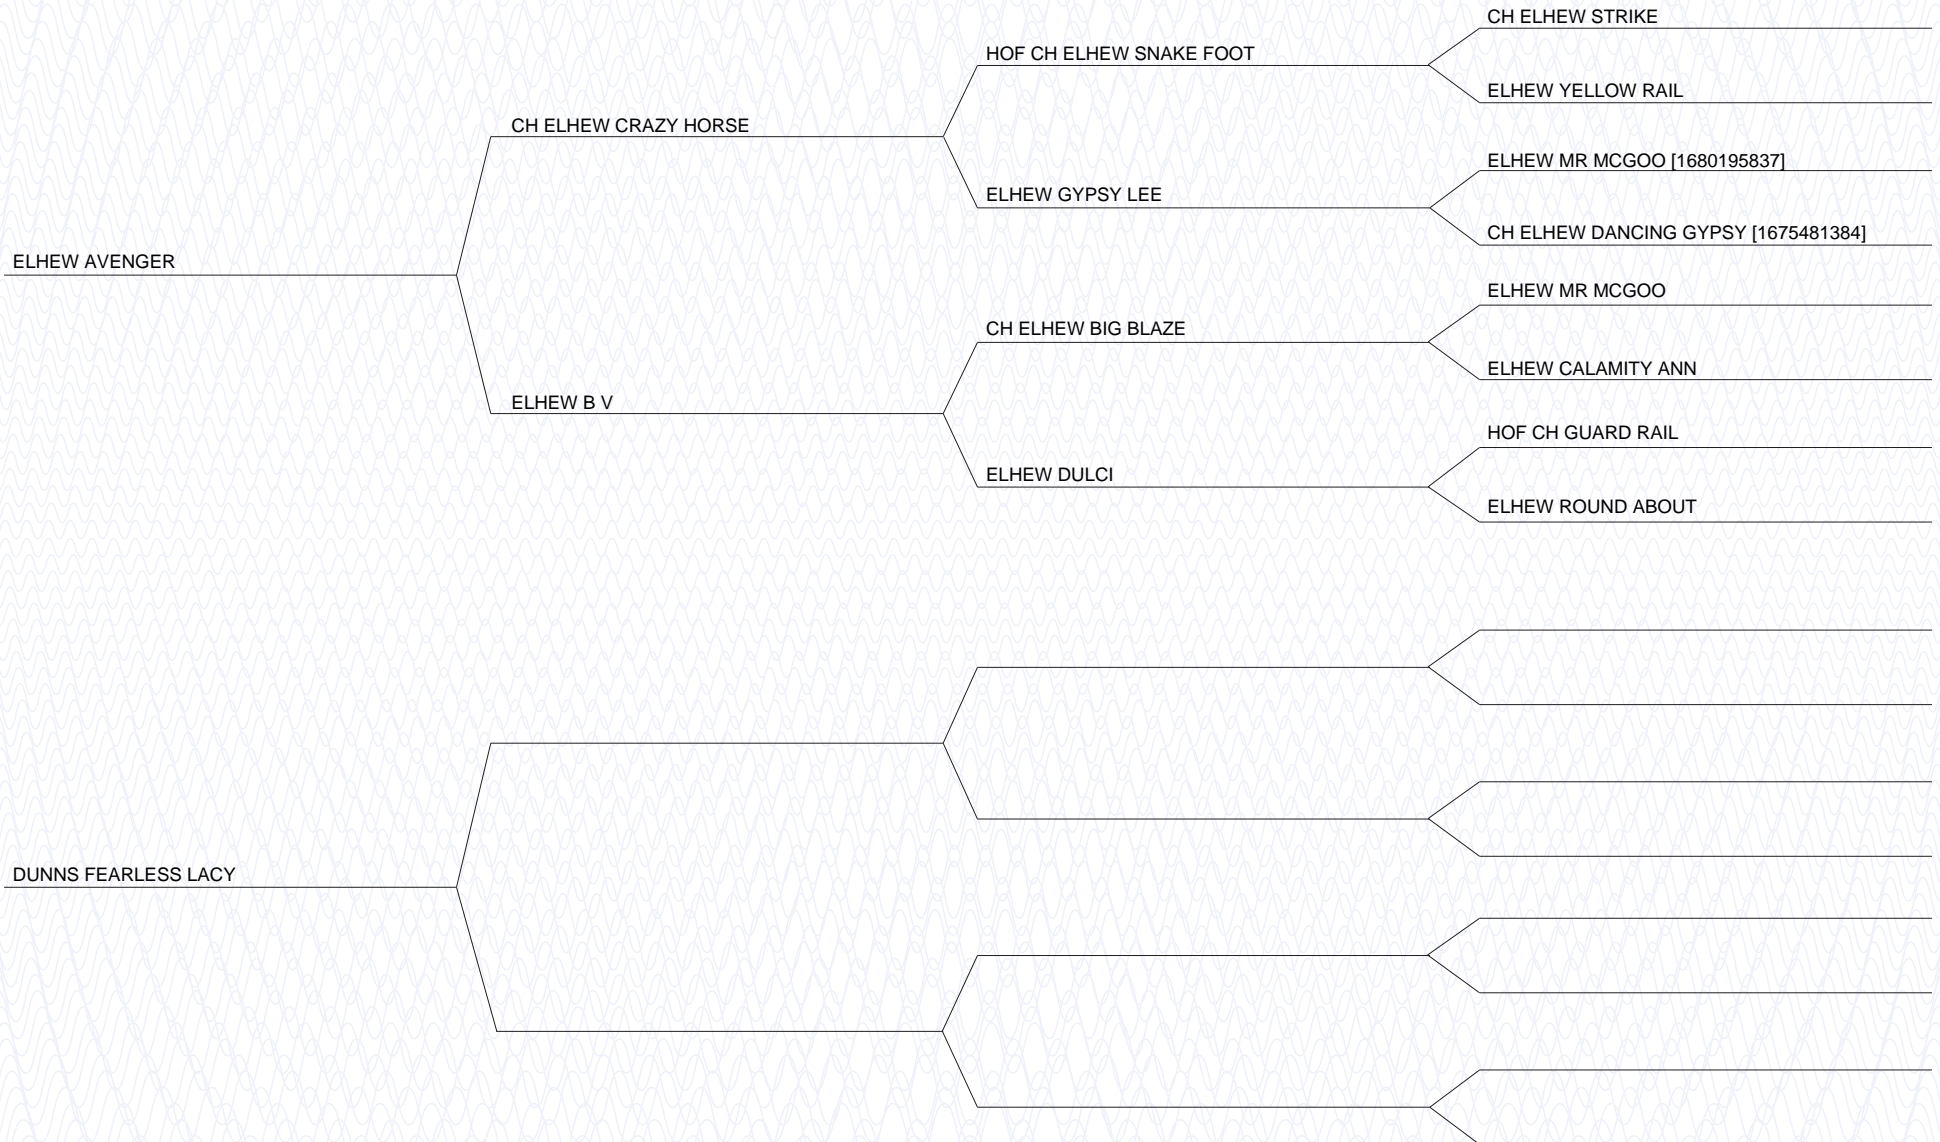 CH ELHEW STRIKE
HOF CH ELHEW SNAKE FOOT
ELHEW YELLOW RAIL
CH ELHEW CRAZY HORSE
ELHEW MR MCGOO [1680195837]
ELHEW GYPSY LEE
CH ELHEW DANCING GYPSY [1675481384]
ELHEW AVENGER
ELHEW MR MCGOO
CH ELHEW BIG BLAZE
ELHEW CALAMITY ANN
ELHEW B V
HOF CH GUARD RAIL
ELHEW DULCI
ELHEW ROUND ABOUT
DUNNS FEARLESS LACY